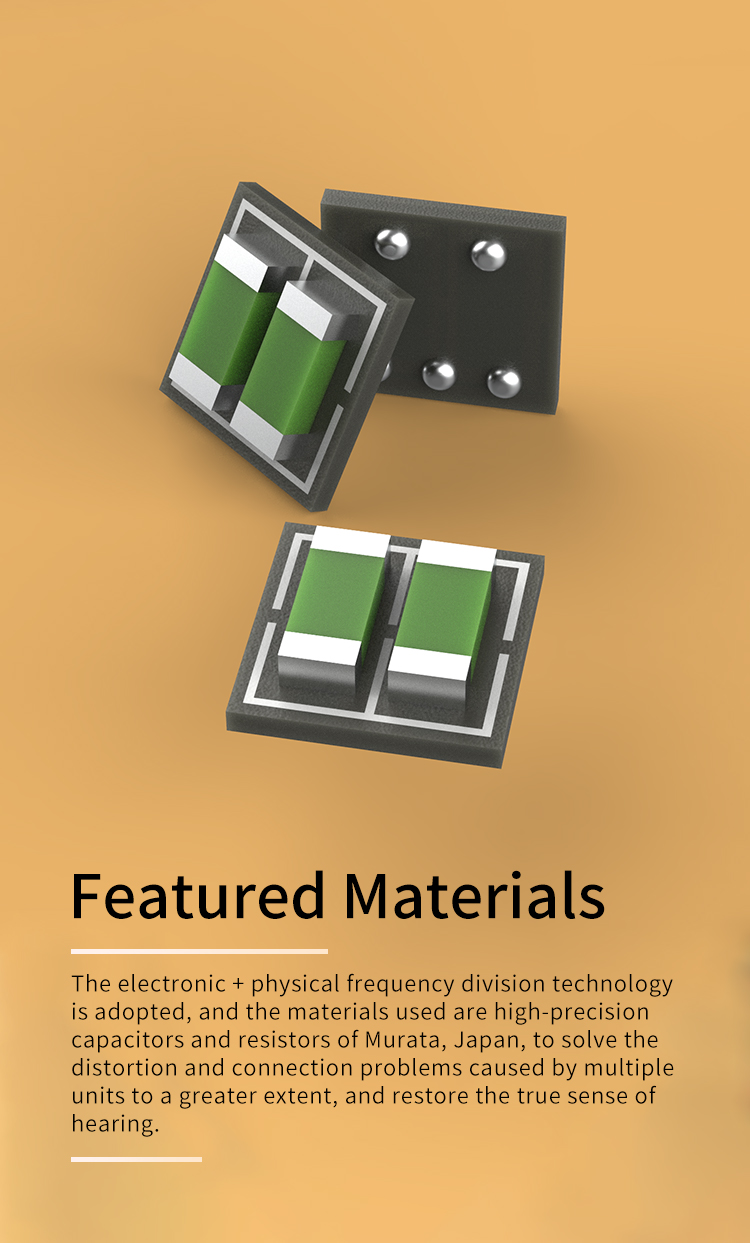 Featured Materials
The electronic + physical frequency division technology
is adopted, and the materials used are high-precision
capacitors and resistors of Murata, Japan, to solve the
distortion and connection problems caused by multiple
units to a greater extent, and restore the true sense of
hearing.